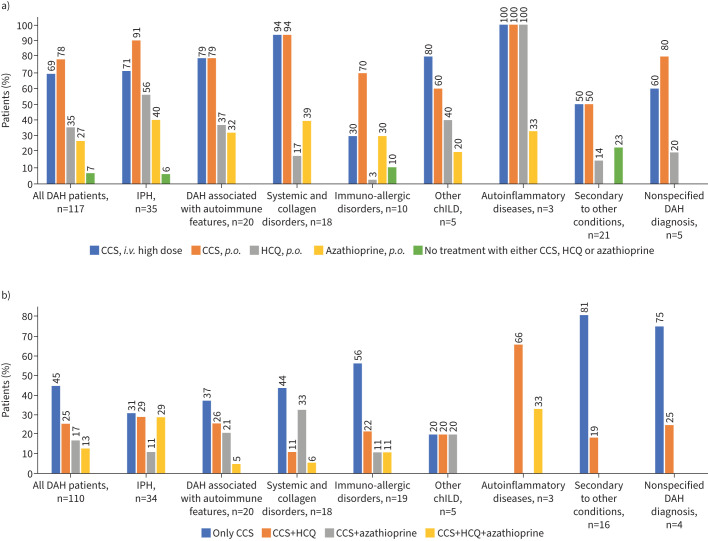 a)
Patients (%)
100
90
80
70
60
50
40
30
20
10
0
69 78 35 27 7
71 91 56 40 6
79 79 37 32
94 94 17 39
30 70 3 30 10
80 60 40 20
100 100 100 33
50 50 14 23
60 80 20
All DAH patients, n=117
IPH, n=35
DAH associated with autoimmune features, n=20
Systemic and collagen disorders, n=18
Immuno-allergic disorders, n=10
Other chILD, n=5
Autoinflammatory diseases, n=3
Secondary to other conditions, n=21
Nonspecified DAH diagnosis, n=5
CCS, i.v. high dose CCS, p.o. HCQ, p.o. Azathioprine, p.o. No treatment with either CCS, HCQ or azathioprine
b)
Patients (%)
80
70
60
50
40
30
20
10
0
45 25 17 13
31 29 11 29
37 26 21 5
44 11 33 6
56 22 11 11
20 20 20
66 33
81 19
75 25
All DAH patients, n=110
IPH, n=34
DAH associated with autoimmune features, n=20
Systemic and collagen disorders, n=18
Immuno-allergic disorders, n=19
Other chILD, n=5
Autoinflammatory diseases, n=3
Secondary to other conditions, n=16
Nonspecified DAH diagnosis, n=4
Only CCS CCS+HCQ CCS+azathioprine CCS+HCQ+azathioprine